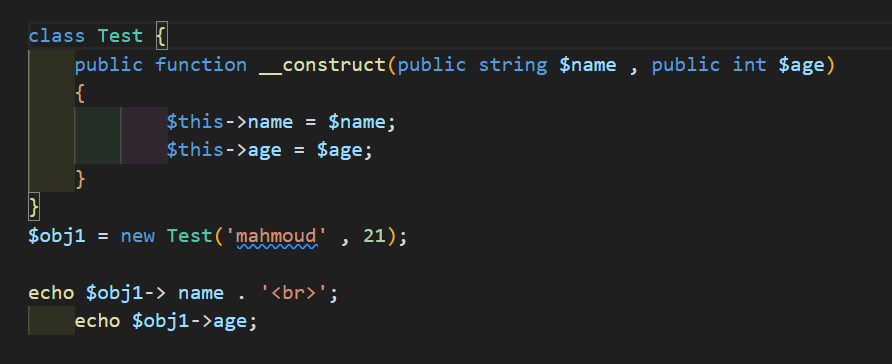 class Test {
public function __construct(public string $name , public int $age)
{
$this->name = $name;
$this->age = $age;
}
}
$obj1 = new Test('mahmoud' , 21);
echo $obj1-> name . '<br>';
echo $obj1->age;